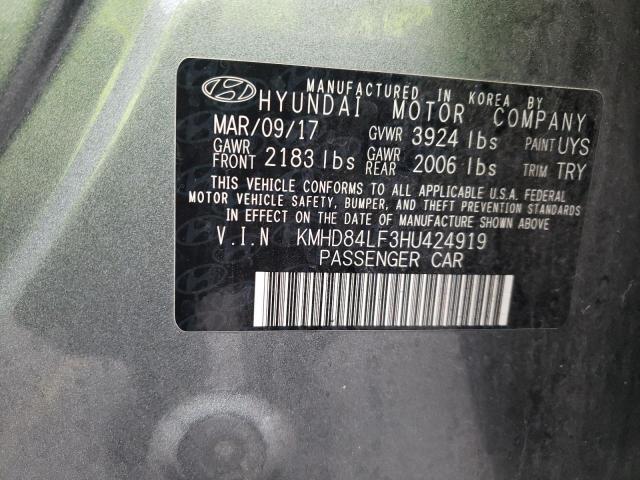 MANUFACTURED IN KOREA BY
HYUNDAI MOTOR COMPANY
MAR/09/17 GVWR 3924 lbs PAINT UYS
GAWR FRONT 2183 lbs GAWR REAR 2006 lbs TRIM TRY
THIS VEHICLE CONFORMS TO ALL APPLICABLE U.S.A. FEDERAL
MOTOR VEHICLE SAFETY, BUMPER, AND THEFT PREVENTION STANDARDS
IN EFFECT ON THE DATE OF MANUFACTURE SHOWN ABOVE
V.I.N KMHD84LF3HU424919
PASSENGER CAR